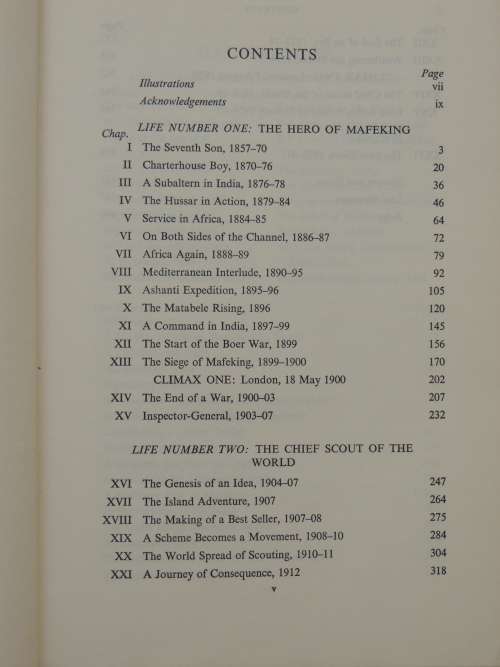 CONTENTS
Page
Illustrations vii
Acknowledgements ix
LIFE NUMBER ONE: THE HERO OF MAFEKING
Chap.
I The Seventh Son, 1857–70 3
II Charterhouse Boy, 1870–76 20
III A Subaltern in India, 1876–78 36
IV The Hussar in Action, 1879–84 46
V Service in Africa, 1884–85 64
VI On Both Sides of the Channel, 1886–87 72
VII Africa Again, 1888–89 79
VIII Mediterranean Interlude, 1890–95 92
IX Ashanti Expedition, 1895–96 105
X The Matabele Rising, 1896 120
XI A Command in India, 1897–99 145
XII The Start of the Boer War, 1899 156
XIII The Siege of Mafeking, 1899–1900 170
CLIMAX ONE: London, 18 May 1900 202
XIV The End of a War, 1900–03 207
XV Inspector-General, 1903–07 232
LIFE NUMBER TWO: THE CHIEF SCOUT OF THE
WORLD
XVI The Genesis of an Idea, 1904–07 247
XVII The Island Adventure, 1907 264
XVIII The Making of a Best Seller, 1907–08 275
XIX A Scheme Becomes a Movement, 1908–10 284
XX The World Spread of Scouting, 1910–11 304
XXI A Journey of Consequence, 1912 318
v